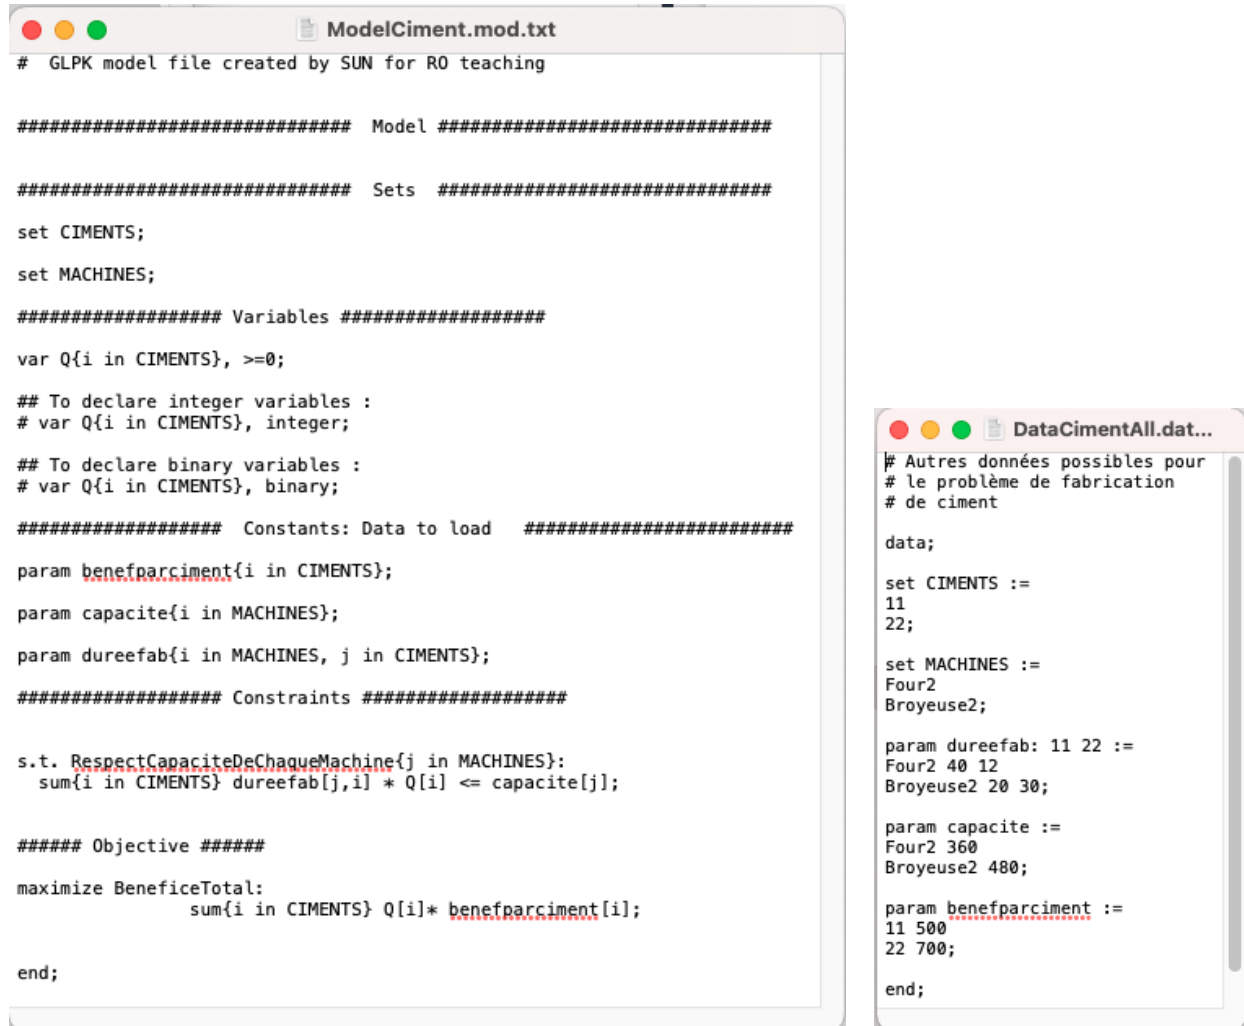 ModelCiment.mod.txt
#  GLPK model file created by SUN for RO teaching
###############################  Model ###############################
###############################  Sets  ###############################
set CIMENTS;
set MACHINES;
################### Variables ###################
var Q{i in CIMENTS}, >=0;
## To declare integer variables :
# var Q{i in CIMENTS}, integer;
## To declare binary variables :
# var Q{i in CIMENTS}, binary;
###################  Constants: Data to load   #########################
param benefparciment{i in CIMENTS};
param capacite{i in MACHINES};
param dureefab{i in MACHINES, j in CIMENTS};
################### Constraints ###################
s.t. RespectCapaciteDeChaqueMachine{j in MACHINES}:
  sum{i in CIMENTS} dureefab[j,i] * Q[i] <= capacite[j];
###### Objective ######
maximize BeneficeTotal:
                sum{i in CIMENTS} Q[i]* benefparciment[i];
end;
DataCimentAll.dat...
# Autres données possibles pour
# le problème de fabrication
# de ciment
data;
set CIMENTS :=
11
22;
set MACHINES :=
Four2
Broyeuse2;
param dureefab: 11 22 :=
Four2 40 12
Broyeuse2 20 30;
param capacite :=
Four2 360
Broyeuse2 480;
param benefparciment :=
11 500
22 700;
end;